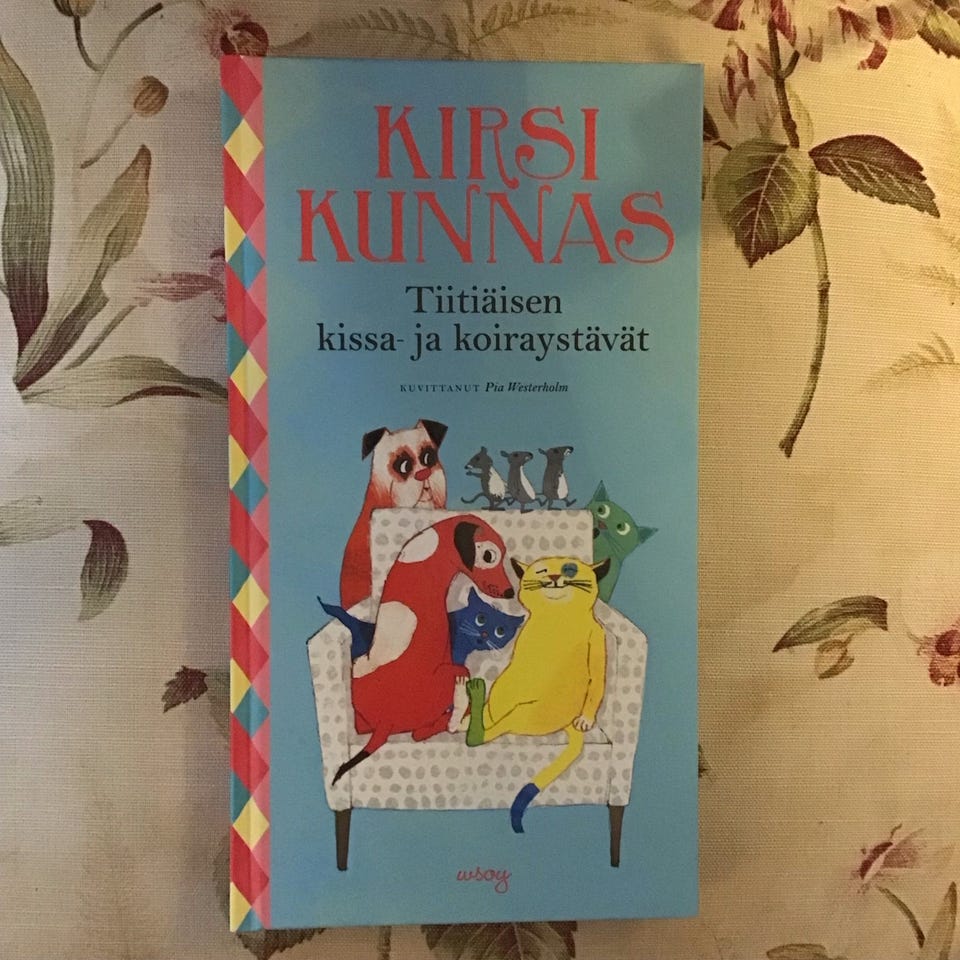 KIRSI
KUNNAS
Tiitiäisen
kissa- ja koiraystävät
KUVITTANUT Pia Westerholm
wsoy